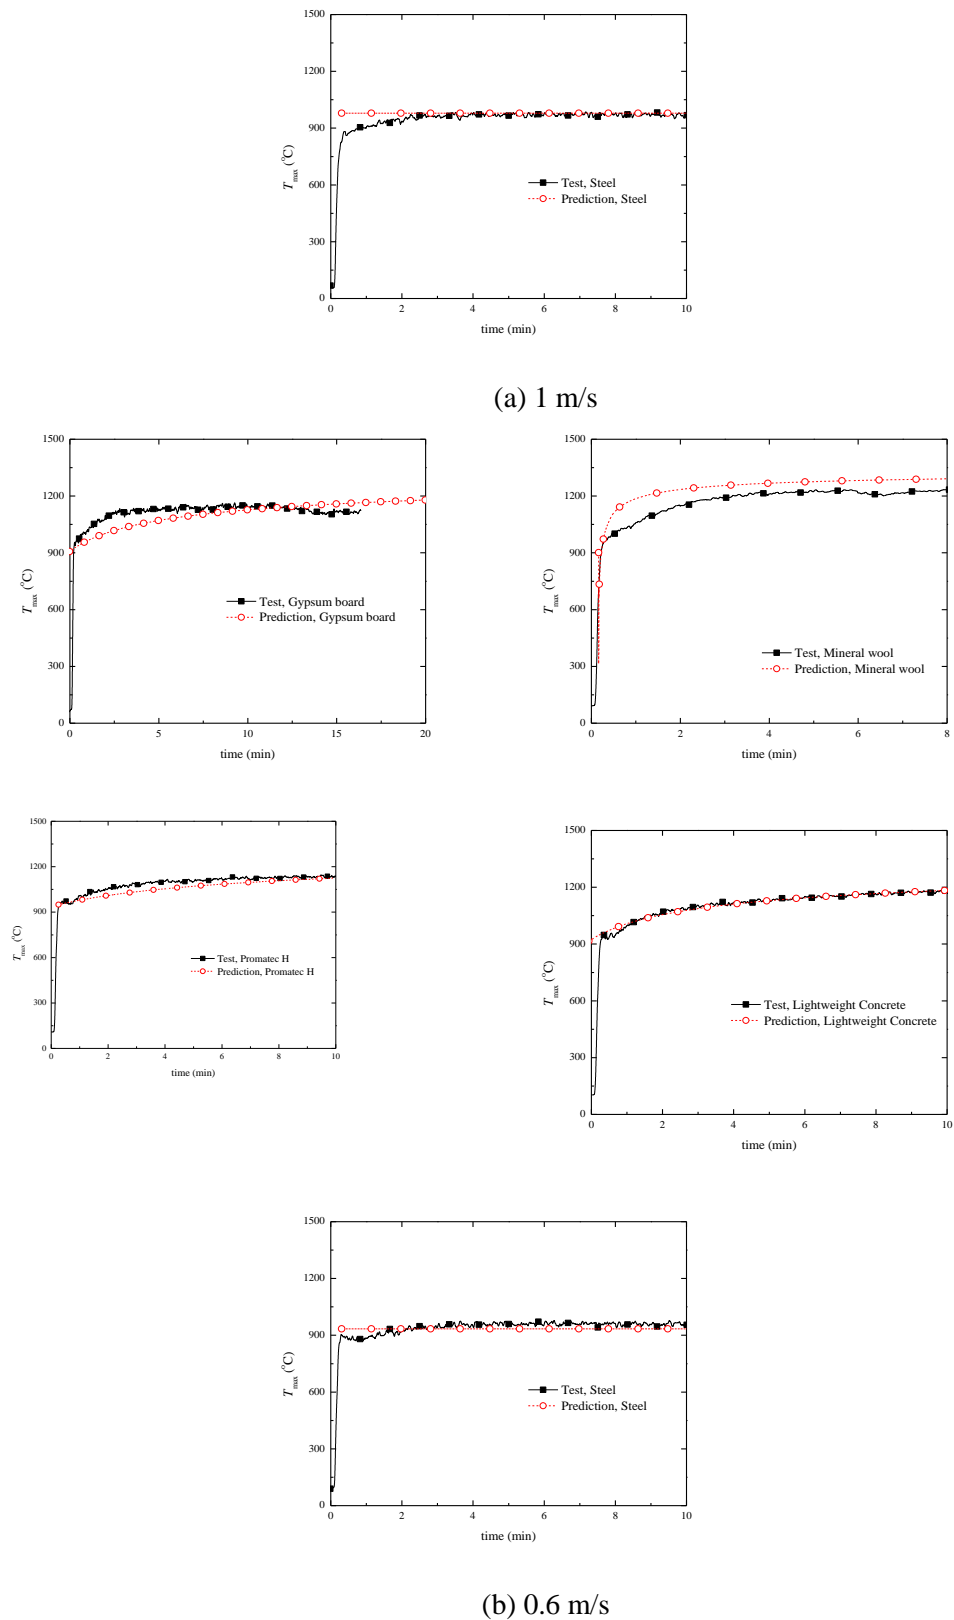 1500
1200
900
600
300
0
T max (°C)
Test, Steel
Prediction, Steel
0 2 4 6 8 10
time (min)
(a) 1 m/s
1500
1200
900
600
300
0
T max (°C)
Test, Gypsum board
Prediction, Gypsum board
0 5 10 15 20
time (min)
1500
1200
900
600
300
0
T max (°C)
Test, Mineral wool
Prediction, Mineral wool
0 2 4 6 8
time (min)
1500
1200
900
600
300
0
T max (°C)
Test, Promatec H
Prediction, Promatec H
0 2 4 6 8 10
time (min)
1500
1200
900
600
300
0
T max (°C)
Test, Lightweight Concrete
Prediction, Lightweight Concrete
0 2 4 6 8 10
time (min)
1500
1200
900
600
300
0
T max (°C)
Test, Steel
Prediction, Steel
0 2 4 6 8 10
time (min)
(b) 0.6 m/s